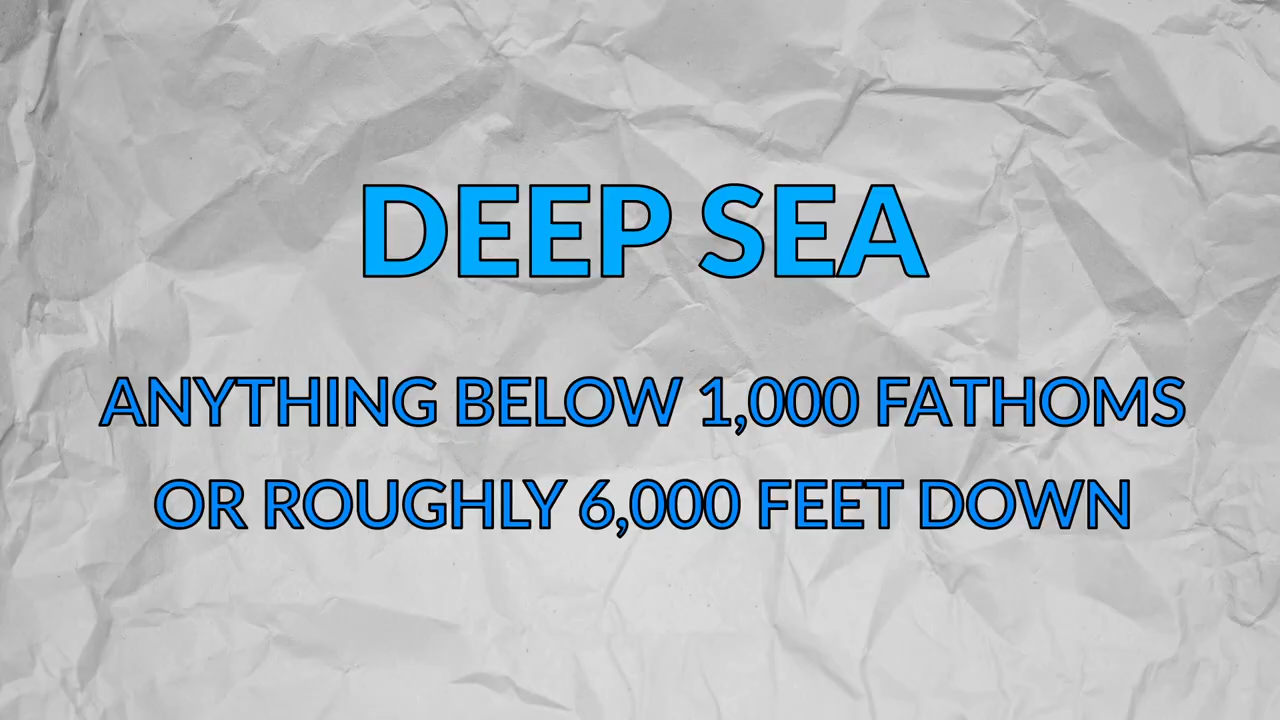 DEEP SEA
ANYTHING BELOW 1,000 FATHOMS
OR ROUGHLY 6,000 FEET DOWN